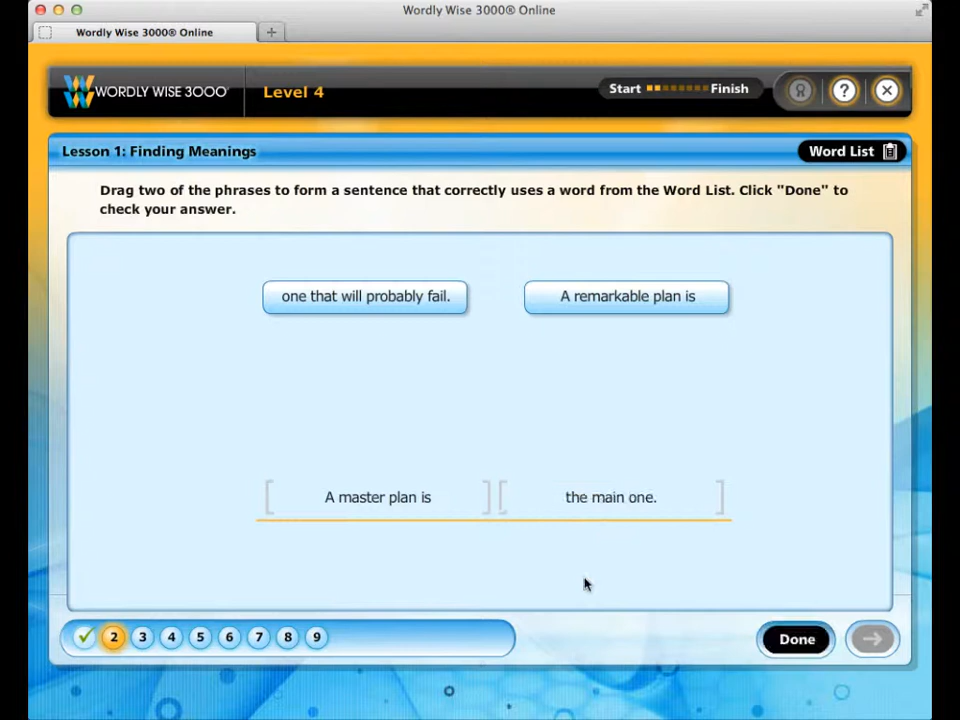 Wordly Wise 3000® Online
Wordly Wise 3000® Online
+
WORDLY WISE 3000®
Level 4
Start
Finish
?
Lesson 1: Finding Meanings
Word List
Drag two of the phrases to form a sentence that correctly uses a word from the Word List. Click "Done" to
check your answer.
one that will probably fail.
A remarkable plan is
[ A master plan is ] [ the main one. ]
2 3 4 5 6 7 8 9
Done